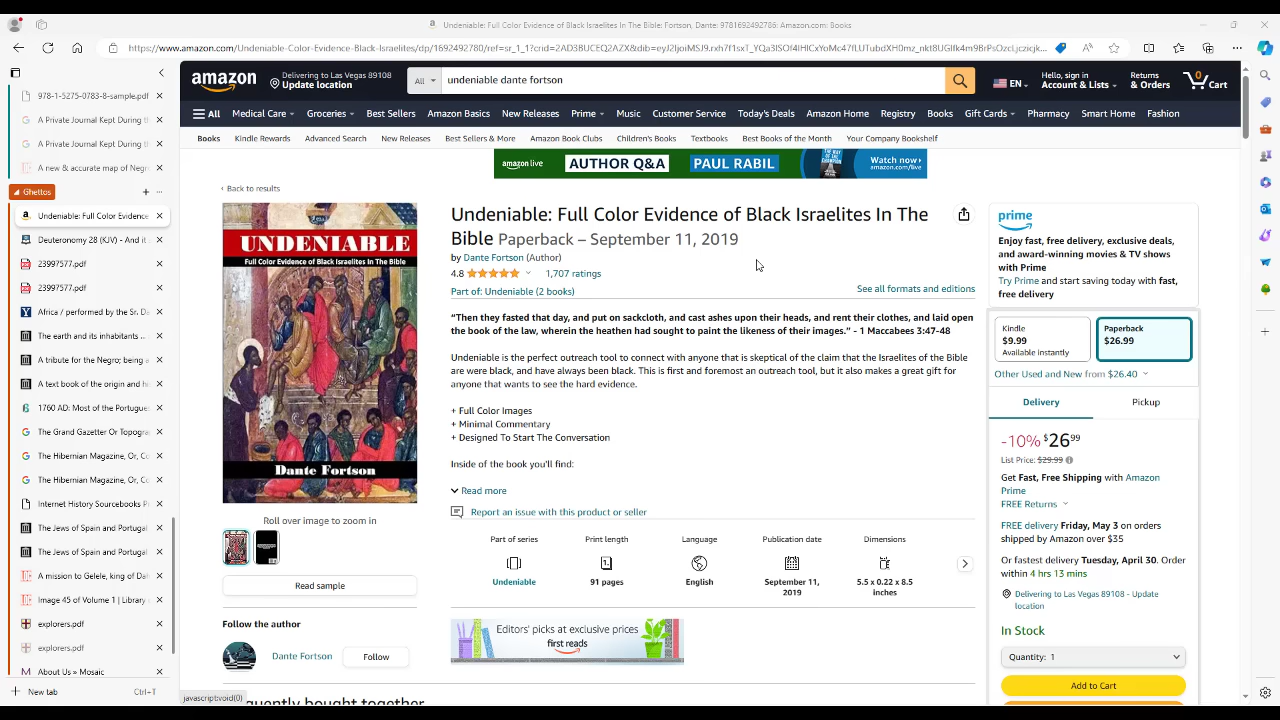 Undeniable: Full Color Evidence of Black Israelites In The Bible: Fortson, Dante: 9781692492786: Amazon.com: Books
https://www.amazon.com/Undeniable-Color-Evidence-Black-Israelites/dp/1692492780/ref=sr_1_1?crid=2AD3BUCEQ2AZX&dib=
978-1-5275-0783-8-sample.pdf
A Private Journal Kept During th
A Private Journal Kept During th
A new & accurate map of negro
Ghettos
Undeniable: Full Color Evidence
Deuteronomy 28 (KJV) - And it
23997577.pdf
23997577.pdf
Africa / performed by the Sr. Da
The earth and its inhabitants ...
A tribute for the Negro; being a
A text book of the origin and his
1760 AD: Most of the Portugues
The Grand Gazetter Or Topogra
The Hibernian Magazine, Or, Co
The Hibernian Magazine, Or, Co
Internet History Sourcebooks Pr
The Jews of Spain and Portugal
The Jews of Spain and Portugal
A mission to Gelele, king of Dah
Image 45 of Volume 1 | Library o
explorers.pdf
explorers.pdf
About Us » Mosaic
New tab Ctrl+T
amazon
Delivering to Las Vegas 89108
Update location
All
undeniable dante fortson
EN
Hello, sign in
Account & Lists
Returns
& Orders
0
Cart
All Medical Care Groceries Best Sellers Amazon Basics New Releases Prime Music Customer Service Today's Deals Amazon Home Registry Books Gift Cards Pharmacy Smart Home Fashion
Books Kindle Rewards Advanced Search New Releases Best Sellers & More Amazon Book Clubs Children's Books Textbooks Best Books of the Month Your Company Bookshelf
amazon live AUTHOR Q&A PAUL RABIL Watch now
‹ Back to results
UNDENIABLE
Full Color Evidence of Black Israelites In The Bible
Dante Fortson
Roll over image to zoom in
Read sample
Follow the author
Dante Fortson
Follow
javascript:void(0)
Undeniable: Full Color Evidence of Black Israelites In The
Bible Paperback – September 11, 2019
by Dante Fortson (Author)
4.8 1,707 ratings
Part of: Undeniable (2 books)
See all formats and editions
“Then they fasted that day, and put on sackcloth, and cast ashes upon their heads, and rent their clothes, and laid open
the book of the law, wherein the heathen had sought to paint the likeness of their images.” - 1 Maccabees 3:47-48
Undeniable is the perfect outreach tool to connect with anyone that is skeptical of the claim that the Israelites of the Bible
are were black, and have always been black. This is first and foremost an outreach tool, but it also makes a great gift for
anyone that wants to see the hard evidence.
+ Full Color Images
+ Minimal Commentary
+ Designed To Start The Conversation
Inside of the book you'll find:
Read more
Report an issue with this product or seller
Part of series
Undeniable
Print length
91 pages
Language
English
Publication date
September 11,
2019
Dimensions
5.5 x 0.22 x 8.5
inches
Editors' picks at exclusive prices
first reads
prime
Enjoy fast, free delivery, exclusive deals,
and award-winning movies & TV shows
with Prime
Try Prime and start saving today with fast,
free delivery
Kindle
$9.99
Available instantly
Paperback
$26.99
Other Used and New from $26.40
Delivery
Pickup
-10% $26 99
List Price: $29.99
Get Fast, Free Shipping with Amazon
Prime
FREE Returns
FREE delivery Friday, May 3 on orders
shipped by Amazon over $35
Or fastest delivery Tuesday, April 30. Order
within 4 hrs 13 mins
Delivering to Las Vegas 89108 - Update
location
In Stock
Quantity: 1
Add to Cart